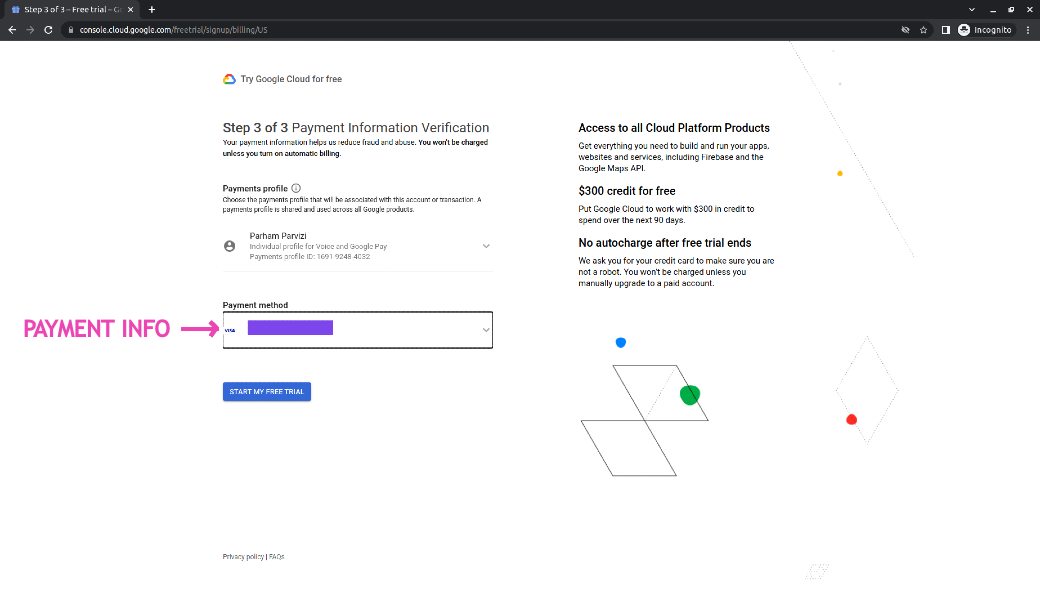 Step 3 of 3 – Free trial – Go
console.cloud.google.com/freetrial/signup/billing/US
Incognito
Try Google Cloud for free
Step 3 of 3 Payment Information Verification
Your payment information helps us reduce fraud and abuse. You won't be charged
unless you turn on automatic billing.
Payments profile
Choose the payments profile that will be associated with this account or transaction. A
payments profile is shared and used across all Google products.
Parham Parvizi
Individual profile for Voice and Google Pay
Payments profile ID: 1691-9248-4032
Payment method
PAYMENT INFO
VISA
START MY FREE TRIAL
Access to all Cloud Platform Products
Get everything you need to build and run your apps,
websites and services, including Firebase and the
Google Maps API.
$300 credit for free
Put Google Cloud to work with $300 in credit to
spend over the next 90 days.
No autocharge after free trial ends
We ask you for your credit card to make sure you are
not a robot. You won't be charged unless you
manually upgrade to a paid account.
Privacy policy | FAQs